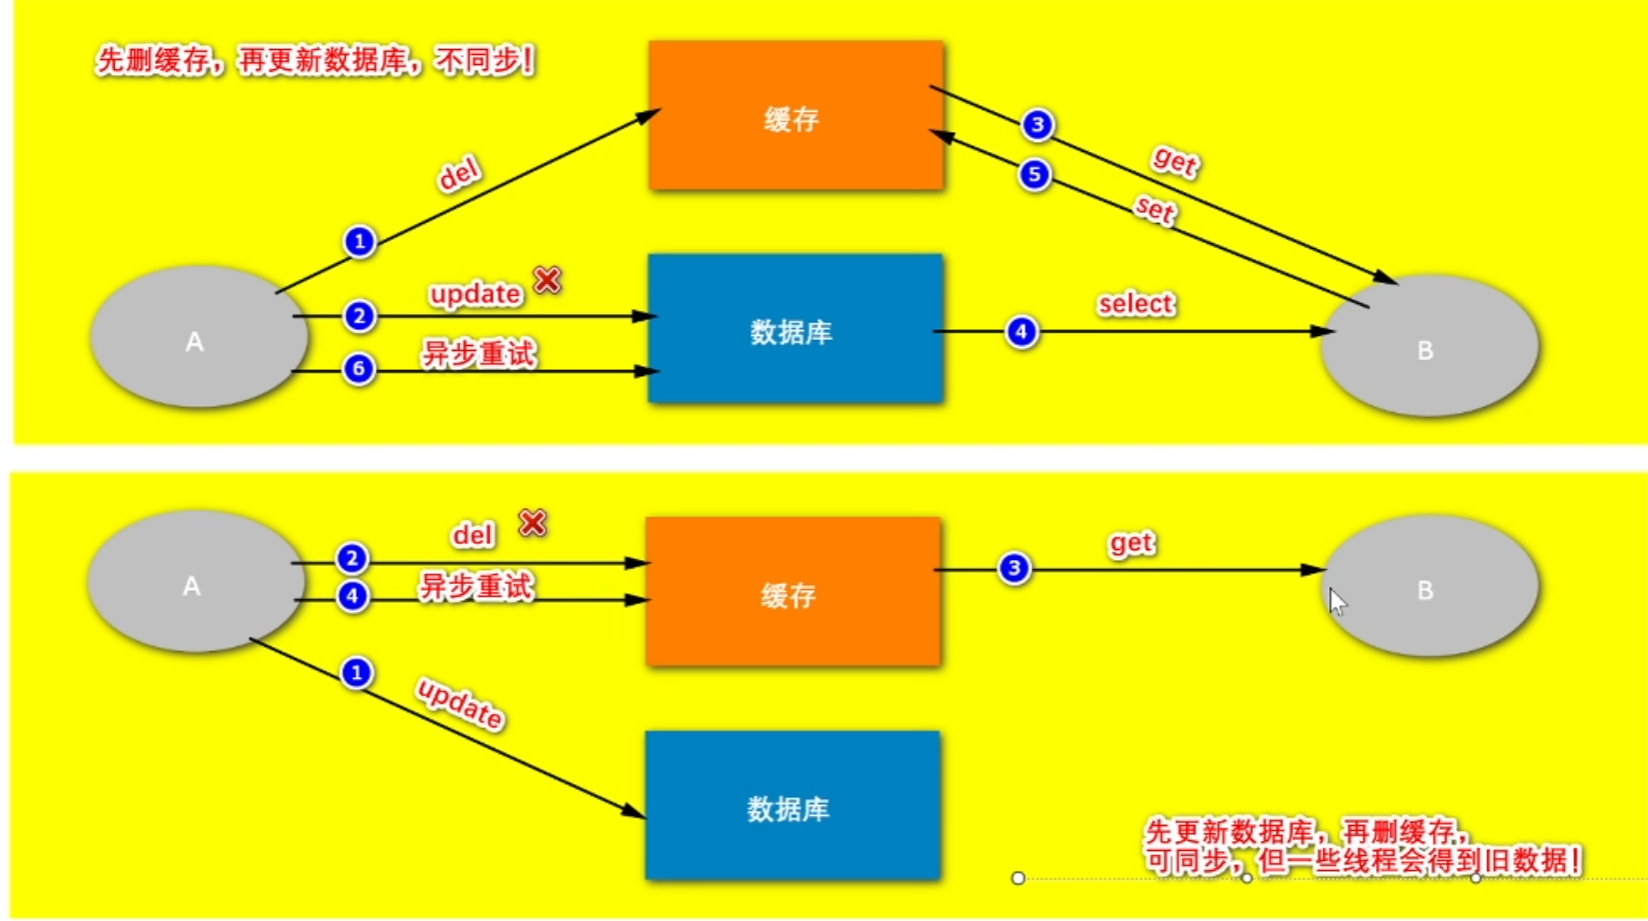 先删缓存，再更新数据库，不同步！
缓存
3
get
5
set
del
1
update
2
数据库
select
4
A
异步重试
6
B
del
2
get
3
A
异步重试
4
缓存
B
1
update
数据库
先更新数据库，再删缓存，
可同步，但一些线程会得到旧数据！